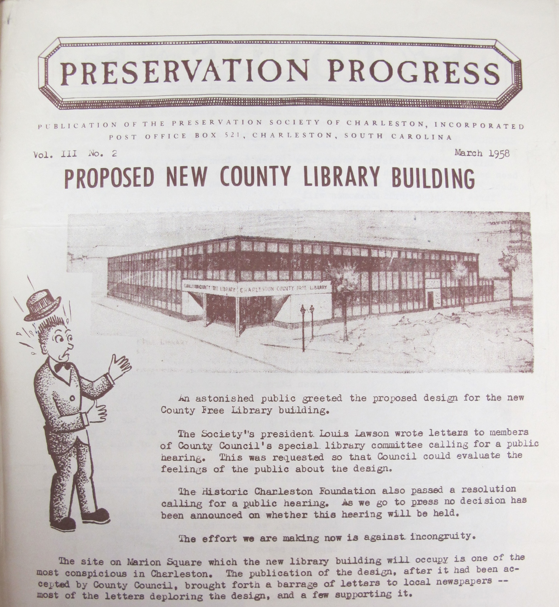 PRESERVATION PROGRESS
PUBLICATION OF THE PRESERVATION SOCIETY OF CHARLESTON, INCORPORATED
POST OFFICE BOX 521, CHARLESTON, SOUTH CAROLINA
Vol. III No. 2 March 1958
PROPOSED NEW COUNTY LIBRARY BUILDING
CHARLESTON COUNTY FREE LIBRARY
An astonished public greeted the proposed design for the new
County Free Library building.
The Society"s president Louis Lawson wrote letters to members
of County Council's special library committee calling for a public
hearing. This was requested so that Council could evaluate the
feelings of the public about the design.
The Historic Charleston Foundation also passed a resolution
calling for a public hearing. As we go to press no decision has
been announced on whether this hearing will be held.
The effort we are making now is against incongruity.
The site on Marion Square which the new library building will occupy is one of the
most conspicuous in Charleston. The publication of the design, after it had been ac-
cepted by County Council, brought forth a barrage of letters to local newspapers --
most of the letters deploring the design, and a few supporting it.